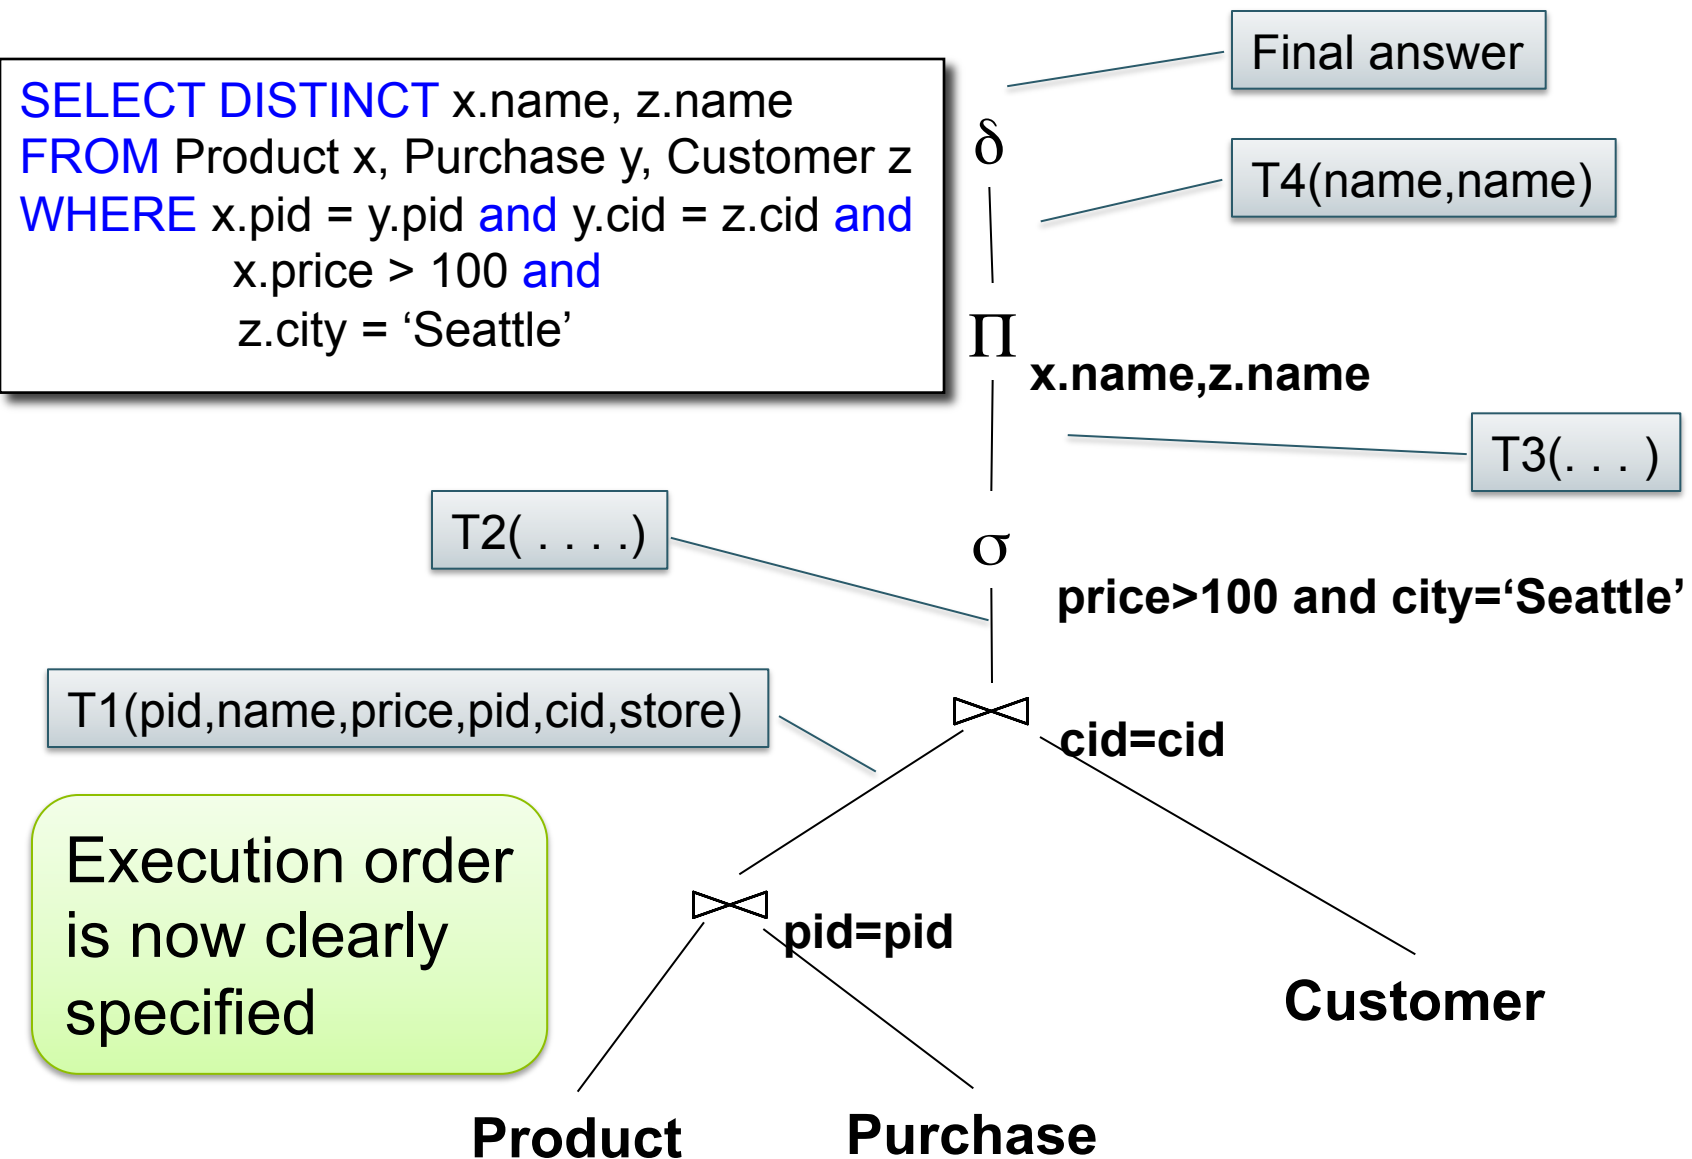 SELECT DISTINCT x.name, z.name
FROM Product x, Purchase y, Customer z
WHERE x.pid = y.pid and y.cid = z.cid and
x.price > 100 and
z.city = ‘Seattle’
Final answer
δ
T4(name,name)
Π
x.name,z.name
T3(. . . )
T2( . . . .)
σ
price>100 and city=‘Seattle’
T1(pid,name,price,pid,cid,store)
⋈
cid=cid
Execution order
is now clearly
specified
⋈
pid=pid
Customer
Product
Purchase